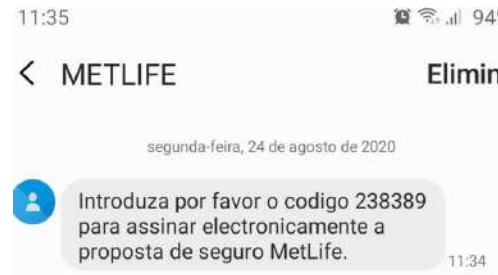 11:35 94%
METLIFE Elimin
segunda-feira, 24 de agosto de 2020
Introduza por favor o codigo 238389
para assinar electronicamente a
proposta de seguro MetLife.
11:34